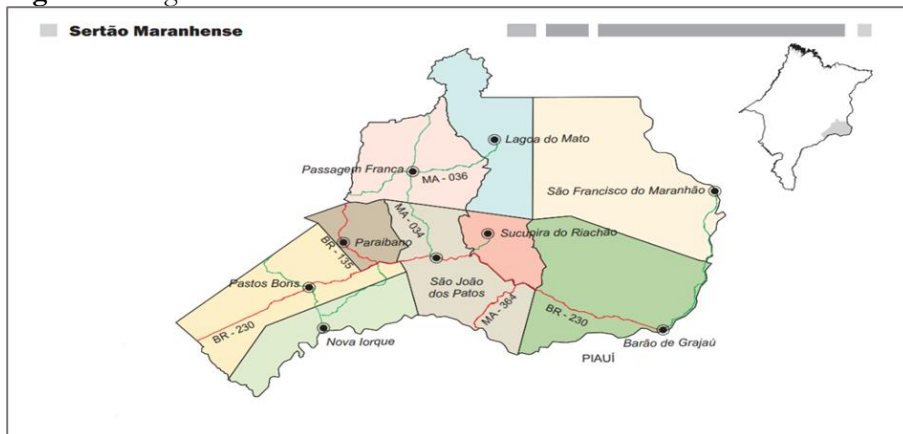 Sertão Maranhense
Lagoa do Mato
Passagem Franca
MA - 036
São Francisco do Maranhão
MA - 034
Sucupira do Riachão
Paraibano
BR - 135
São João
dos Patos
Pastos Bons
MA - 364
BR - 230
BR - 230
Nova Iorque
Barão de Grajaú
PIAUÍ